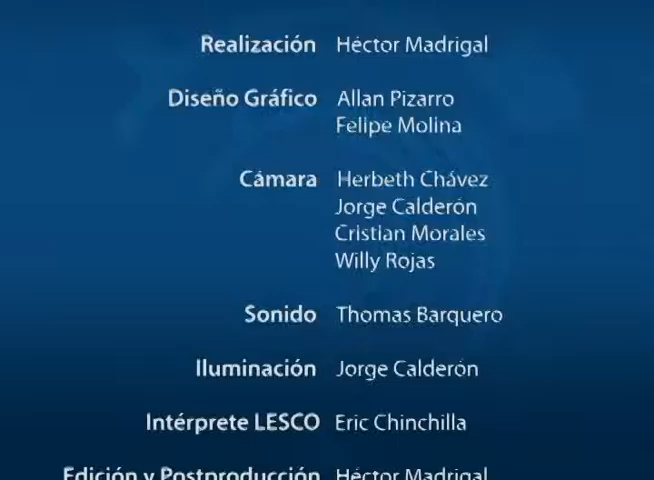 Realización Héctor Madrigal
Diseño Gráfico Allan Pizarro
Felipe Molina
Cámara Herbeth Chávez
Jorge Calderón
Cristian Morales
Willy Rojas
Sonido Thomas Barquero
Iluminación Jorge Calderón
Intérprete LESCO Eric Chinchilla
Edición y Postproducción Héctor Madrigal